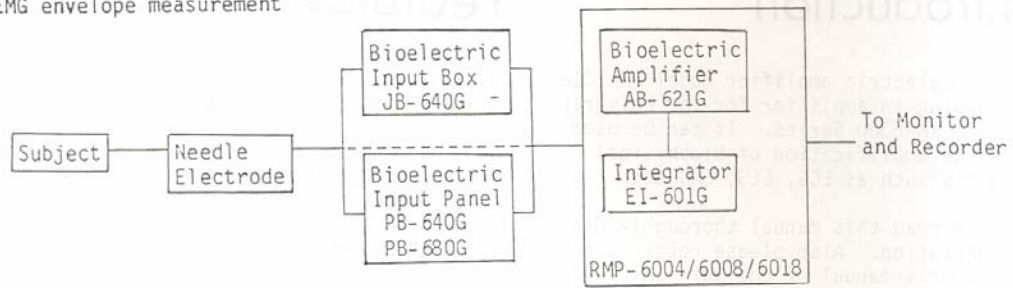 EMG envelope measurement
Bioelectric
Input Box
JB-640G
Bioelectric
Amplifier
AB-621G
Subject
Needle
Electrode
Bioelectric
Input Panel
PB-640G
PB-680G
Integrator
EI-601G
To Monitor
and Recorder
RMP-6004/6008/6018